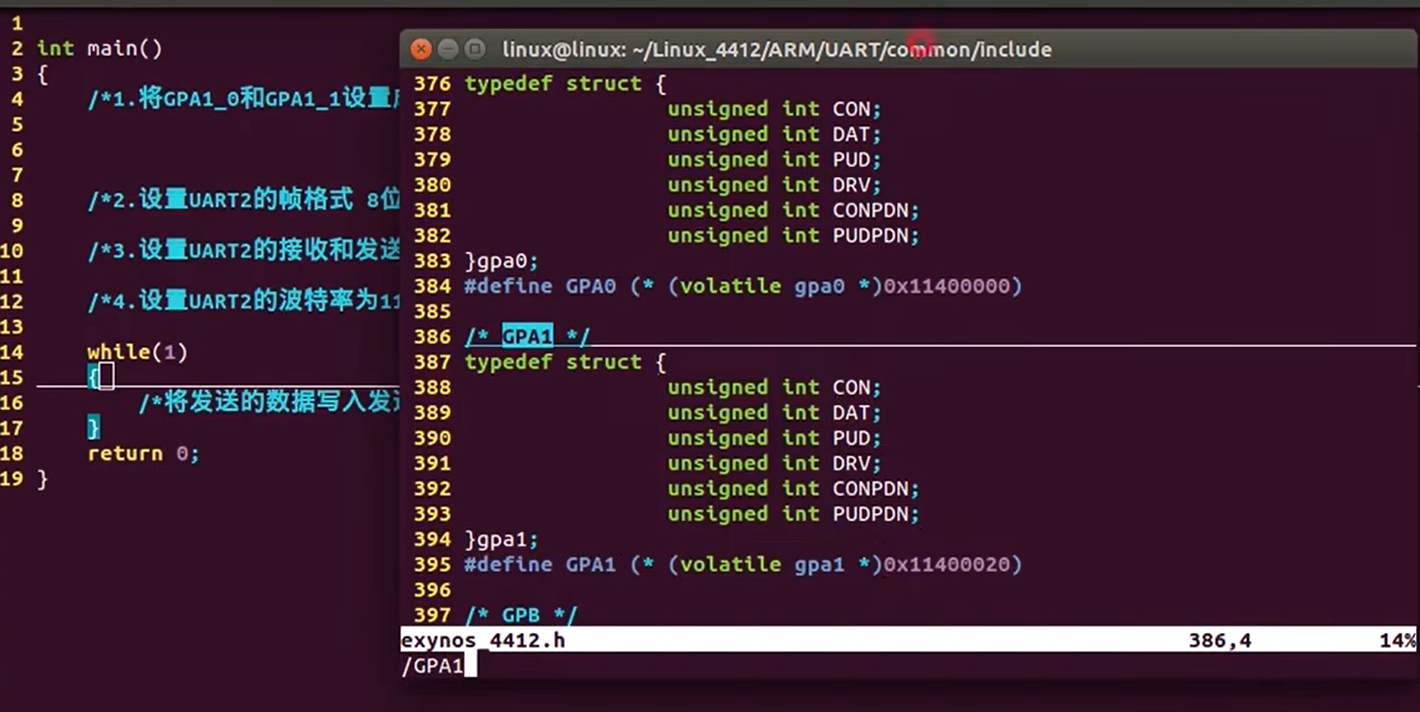 1
2 int main()
3 {
4 /*1.将GPA1_0和GPA1_1设置
5
6
7
8 /*2.设置UART2的帧格式 8位
9
10 /*3.设置UART2的接收和发送
11
12 /*4.设置UART2的波特率为11
13
14 while(1)
15 {
16 /*将发送的数据写入发送
17 }
18 return 0;
19 }
linux@linux: ~/Linux_4412/ARM/UART/common/include
376 typedef struct {
377 unsigned int CON;
378 unsigned int DAT;
379 unsigned int PUD;
380 unsigned int DRV;
381 unsigned int CONPDN;
382 unsigned int PUDPDN;
383 }gpa0;
384 #define GPA0 (* (volatile gpa0 *)0x11400000)
385
386 /* GPA1 */
387 typedef struct {
388 unsigned int CON;
389 unsigned int DAT;
390 unsigned int PUD;
391 unsigned int DRV;
392 unsigned int CONPDN;
393 unsigned int PUDPDN;
394 }gpa1;
395 #define GPA1 (* (volatile gpa1 *)0x11400020)
396
397 /* GPB */
exynos_4412.h 386,4 14%
/GPA1